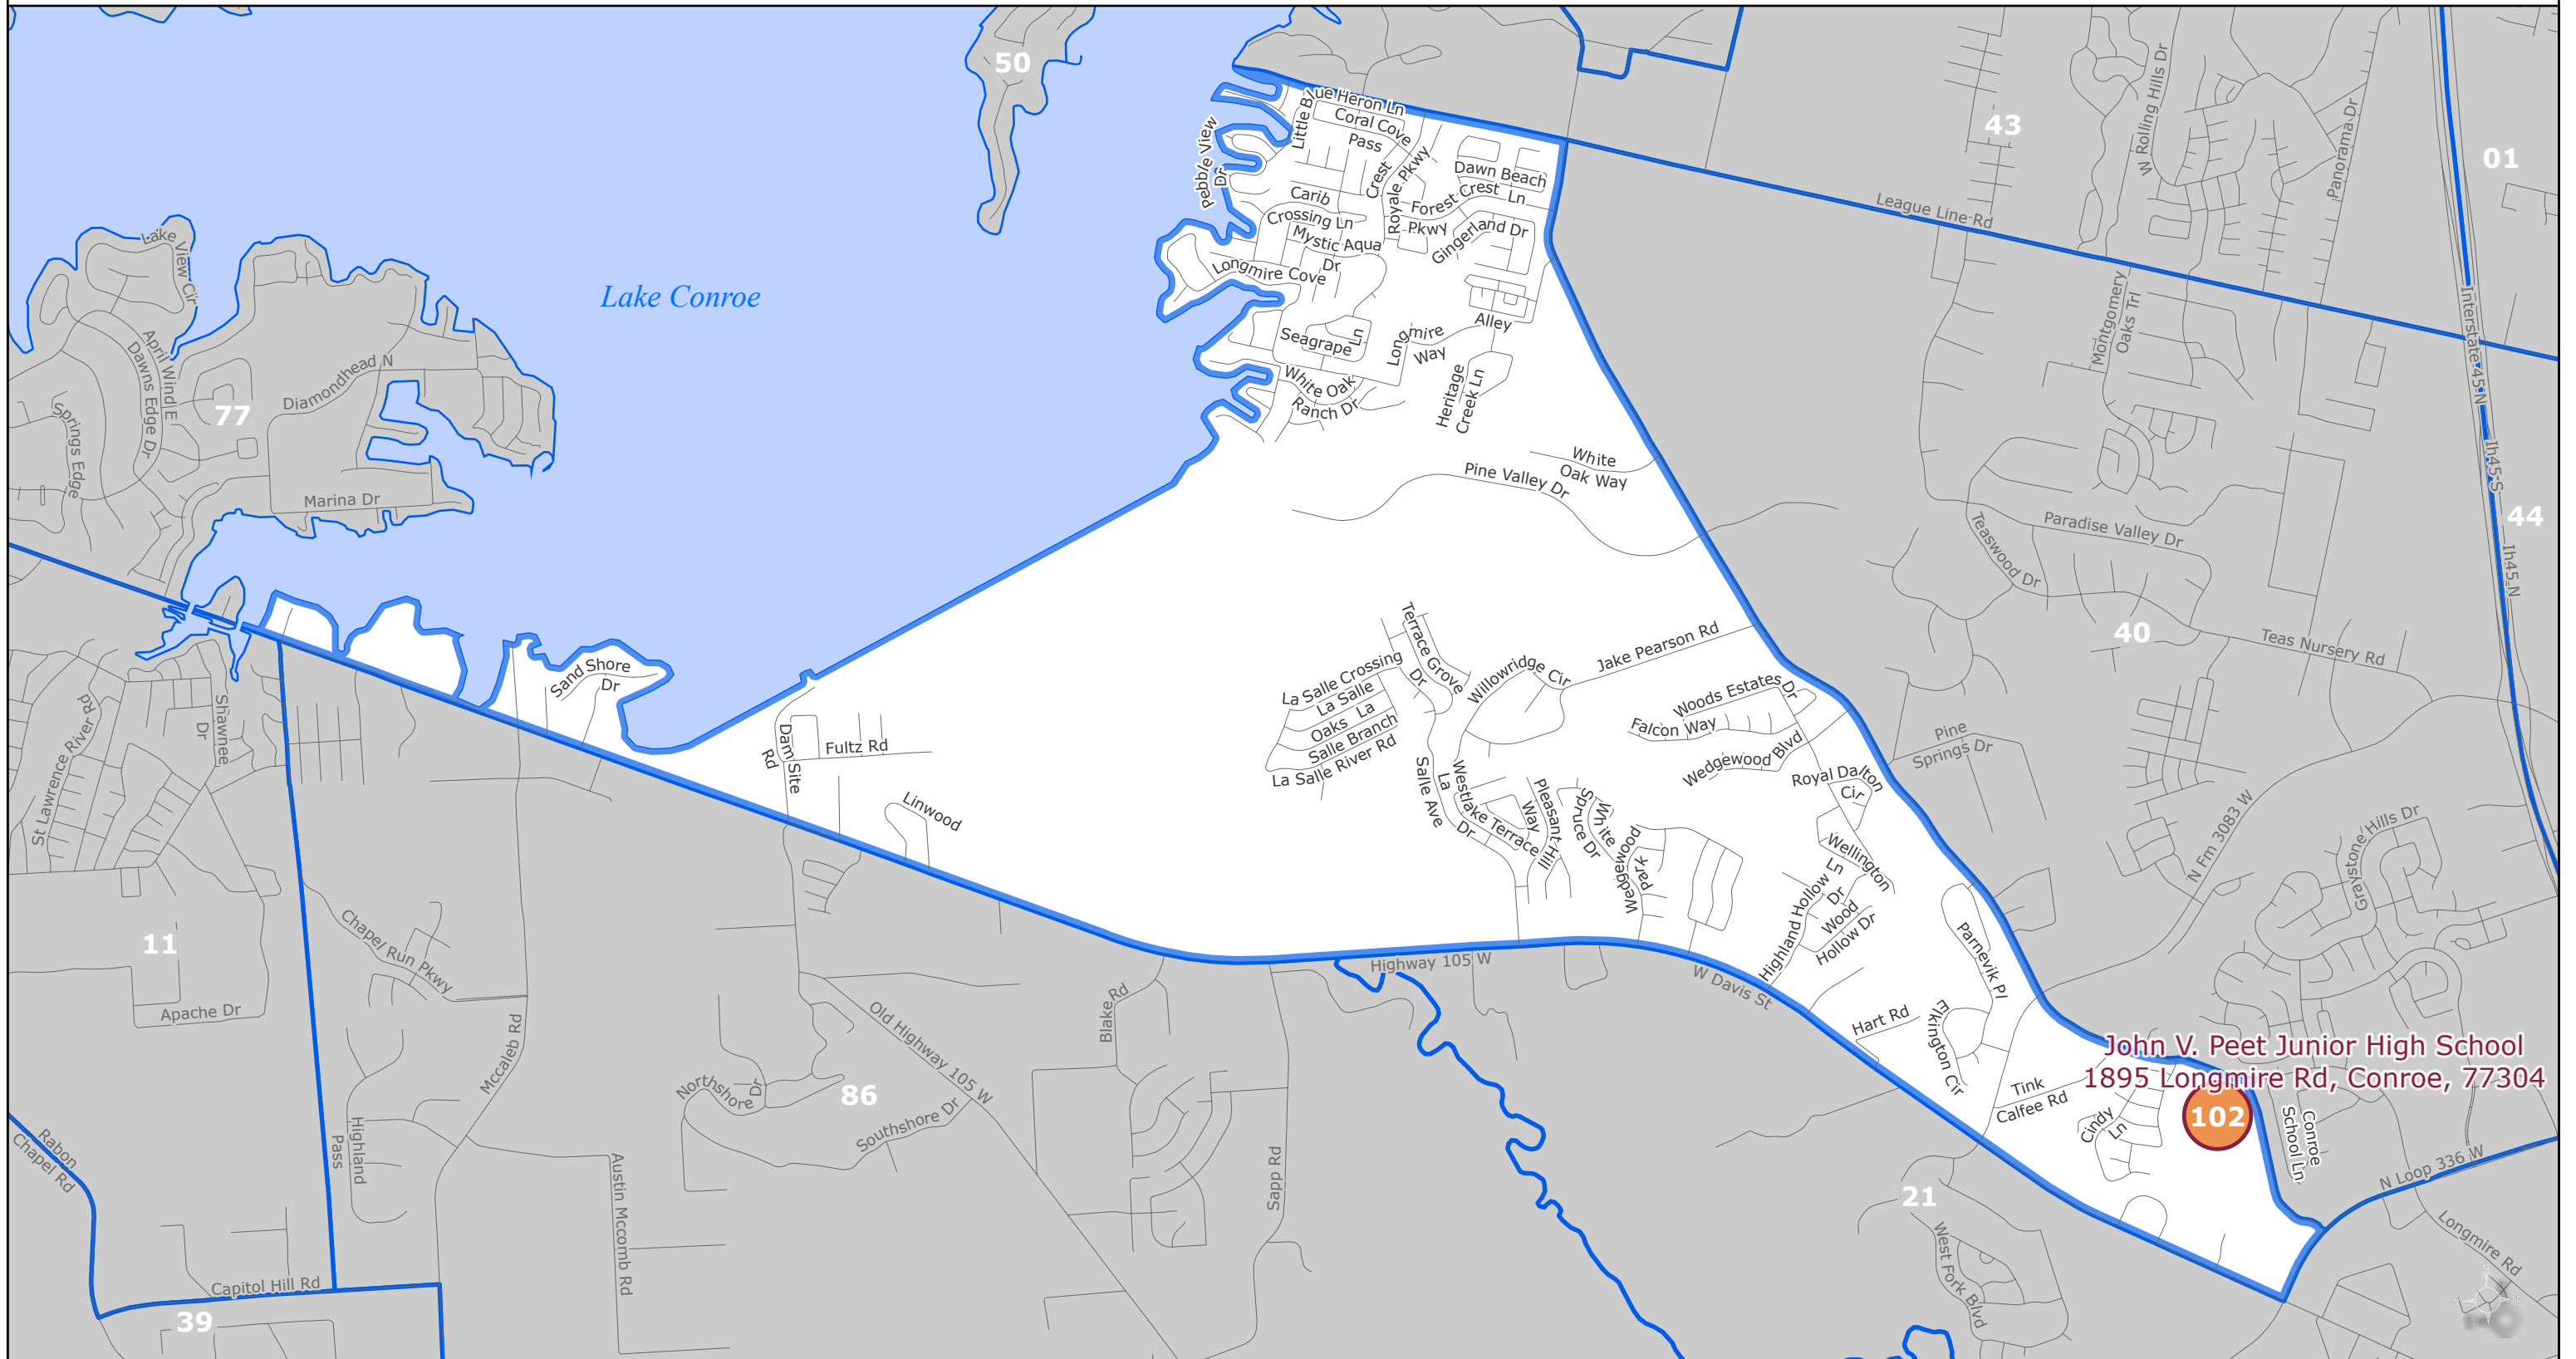 50
43
01
Little Blue Heron Ln
Coral Cove
Pass
Pebble View
Dr
Crest
Royale Pkwy
Dawn Beach
Forest Crest Ln
Pkwy
Gingerland Dr
Carib
Crossing Ln
Mystic Aqua
Dr
Longmire Cove
W Rolling Hills Dr
Panorama Dr
League Line Rd
Lake View Cir
Lake Conroe
April Wind E
Dawns Edge Dr
Diamondhead N
77
Springs Edge
Marina Dr
Seagrape
Ln
Longmire
Way
Alley
White Oak
Ranch Dr
Heritage
Creek Ln
Montgomery
Oaks Trl
Interstate 45 N
Ih45 S
Ih45 N
44
White
Oak Way
Pine Valley Dr
Teaswood Dr
Paradise Valley Dr
40
Teas Nursery Rd
Sand Shore
Dr
Terrace Grove
Dr
La Salle Crossing
La Salle
Oaks La
Salle Branch
La Salle River Rd
Willowridge Cir
Jake Pearson Rd
Woods Estates Dr
Falcon Way
Wedgewood Blvd
Royal Dalton
Cir
Pine
Springs Dr
St Lawrence River Rd
Shawnee
Dr
Dam Site
Rd
Fultz Rd
Linwood
La
Salle Ave
Westlake Terrace
Dr
Pleasant Hill
Way
White
Spruce Dr
Wedgewood
Park
Wellington
Ln
Highland Hollow
Dr
Wood
Hollow Dr
N Fm 3083 W
Graystone Hills Dr
11
Apache Dr
Chapel Run Pkwy
Mccaleb Rd
Old Highway 105 W
Blake Rd
Highway 105 W
W Davis St
Parnevik Pl
Hart Rd
Elkington Cir
John V. Peet Junior High School
1895 Longmire Rd, Conroe, 77304
102
Tink
Calfee Rd
Cindy
Ln
Conroe
School Ln
N Loop 336 W
Longmire Rd
Northshore
Dr
86
Southshore Dr
Highland
Pass
Rabon
Chapel Rd
Austin Mccomb Rd
Sapp Rd
21
West Fork Blvd
Capitol Hill Rd
39